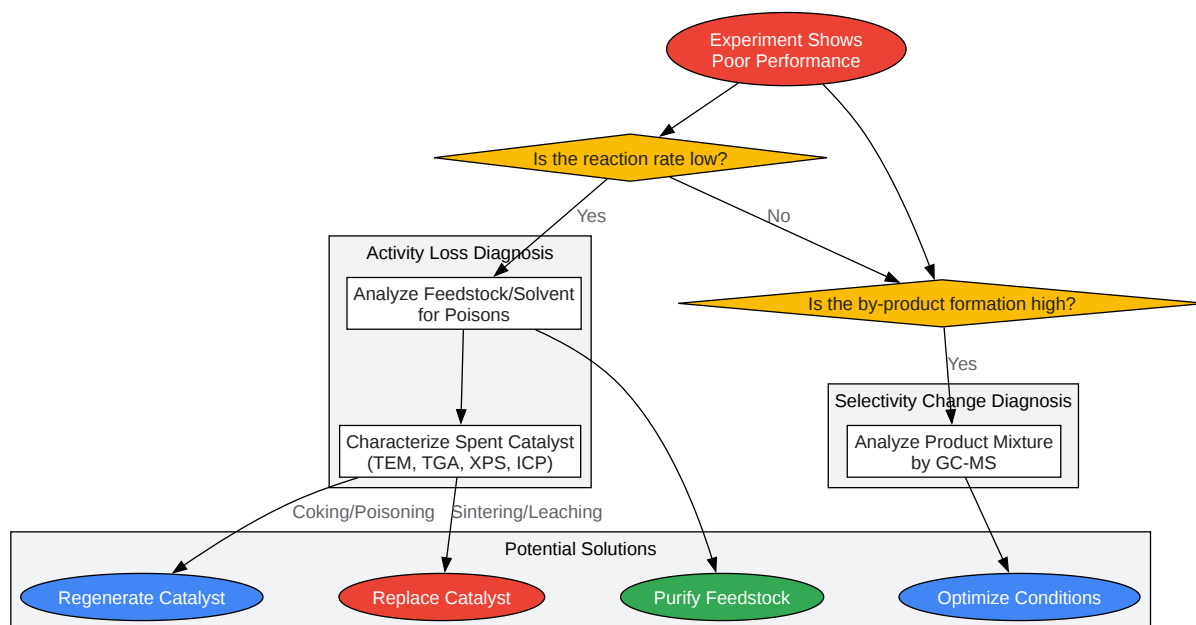 Experiment Shows
Poor Performance
Is the reaction rate low?
Yes
No
Activity Loss Diagnosis
Analyze Feedstock/Solvent
for Poisons
Is the by-product formation high?
Yes
Selectivity Change Diagnosis
Characterize Spent Catalyst
(TEM, TGA, XPS, ICP)
Analyze Product Mixture
by GC-MS
Coking/Poisoning
Sintering/Leaching
Potential Solutions
Regenerate Catalyst
Replace Catalyst
Purify Feedstock
Optimize Conditions